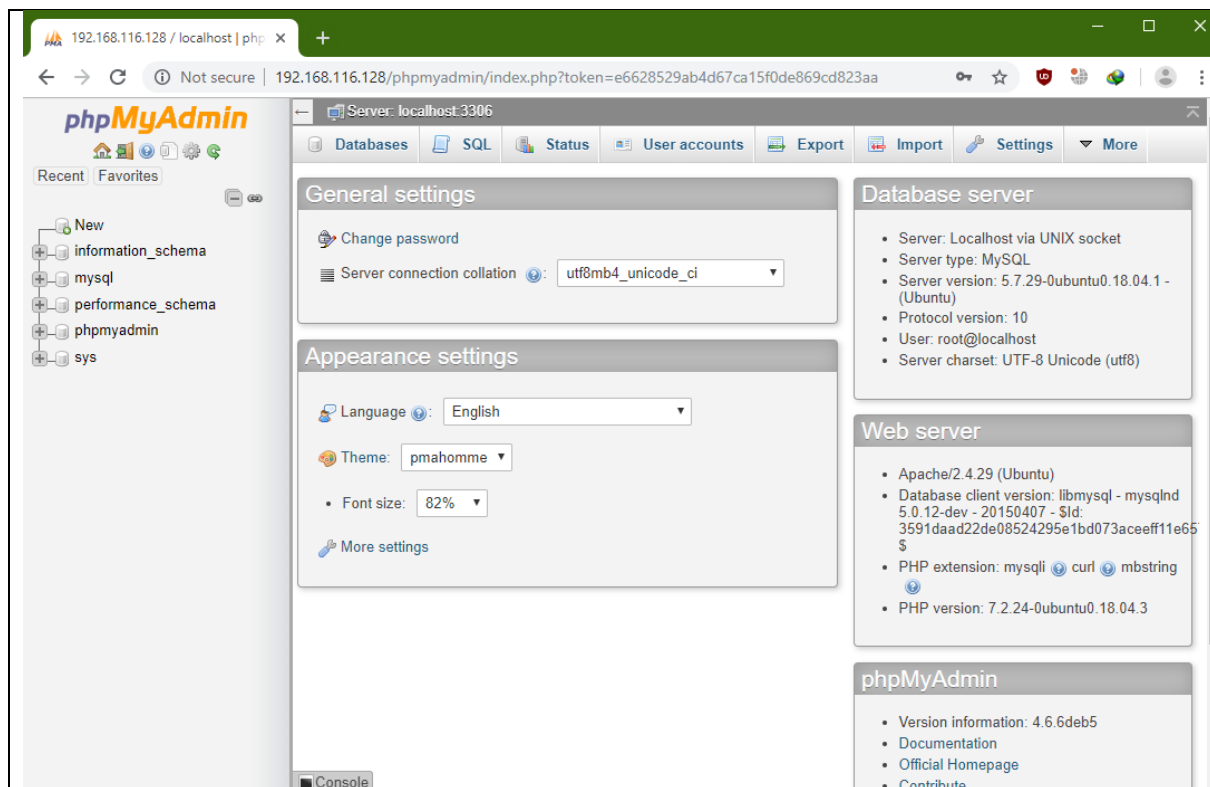 192.168.116.128 / localhost | php
Not secure | 192.168.116.128/phpmyadmin/index.php?token=e6628529ab4d67ca15f0de869cd823aa
phpMyAdmin
Recent Favorites
New
information_schema
mysql
performance_schema
phpmyadmin
sys
Server: localhost:3306
Databases SQL Status User accounts Export Import Settings More
General settings
Change password
Server connection collation : utf8mb4_unicode_ci
Appearance settings
Language : English
Theme: pmahomme
• Font size: 82%
More settings
Database server
• Server: Localhost via UNIX socket
• Server type: MySQL
• Server version: 5.7.29-0ubuntu0.18.04.1 -
(Ubuntu)
• Protocol version: 10
• User: root@localhost
• Server charset: UTF-8 Unicode (utf8)
Web server
• Apache/2.4.29 (Ubuntu)
• Database client version: libmysql - mysqlnd
5.0.12-dev - 20150407 - $Id:
3591daad22de08524295e1bd073aceeff11e65
$
• PHP extension: mysqli curl mbstring
• PHP version: 7.2.24-0ubuntu0.18.04.3
phpMyAdmin
• Version information: 4.6.6deb5
• Documentation
• Official Homepage
• Contribute
Console